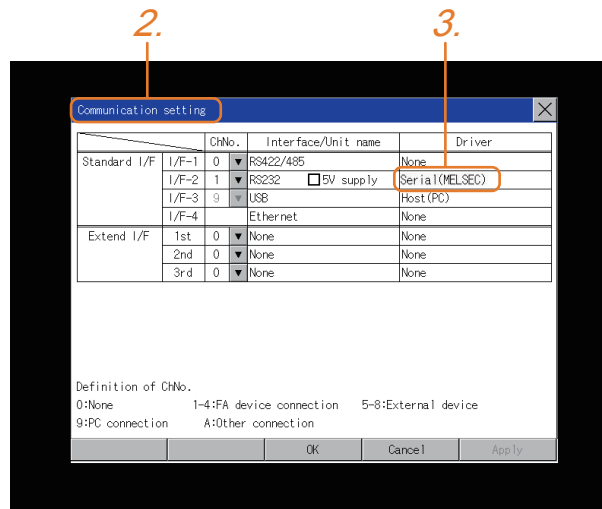 2. 3.
Communication setting
ChNo. Interface/Unit name Driver
Standard I/F I/F-1 0 ▼ RS422/485 None
I/F-2 1 ▼ RS232 □5V supply Serial(MELSEC)
I/F-3 9 ▼ USB Host(PC)
I/F-4 Ethernet None
Extend I/F 1st 0 ▼ None None
2nd 0 ▼ None None
3rd 0 ▼ None None
Definition of ChNo.
0:None 1-4:FA device connection 5-8:External device
9:PC connection A:Other connection
OK Cancel Apply